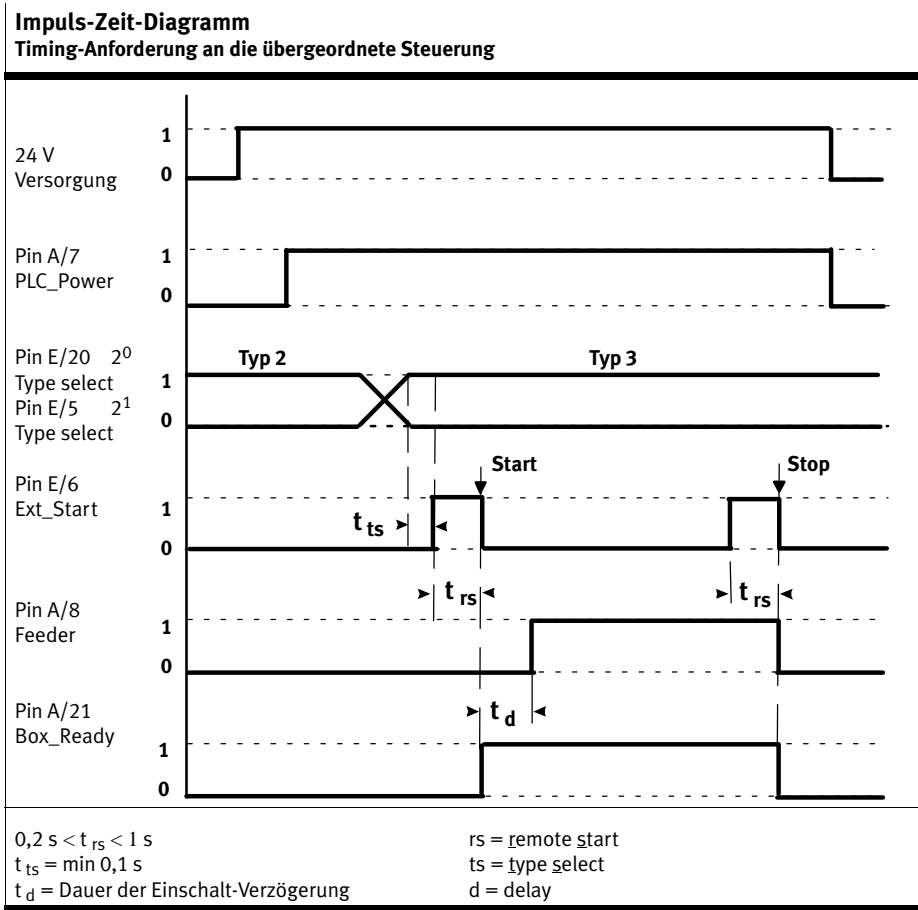 Impuls-Zeit-Diagramm
Timing-Anforderung an die übergeordnete Steuerung
24 V
Versorgung
1
0
Pin A/7
PLC_Power
1
0
Pin E/20 2⁰
Type select
Pin E/5 2¹
Type select
1
0
Typ 2
Typ 3
Pin E/6
Ext_Start
1
0
Start
Stop
t ts
t rs
t rs
Pin A/8
Feeder
1
0
t d
Pin A/21
Box_Ready
1
0
0,2 s < t rs < 1 s
t ts = min 0,1 s
t d = Dauer der Einschalt-Verzögerung
rs = remote start
ts = type select
d = delay